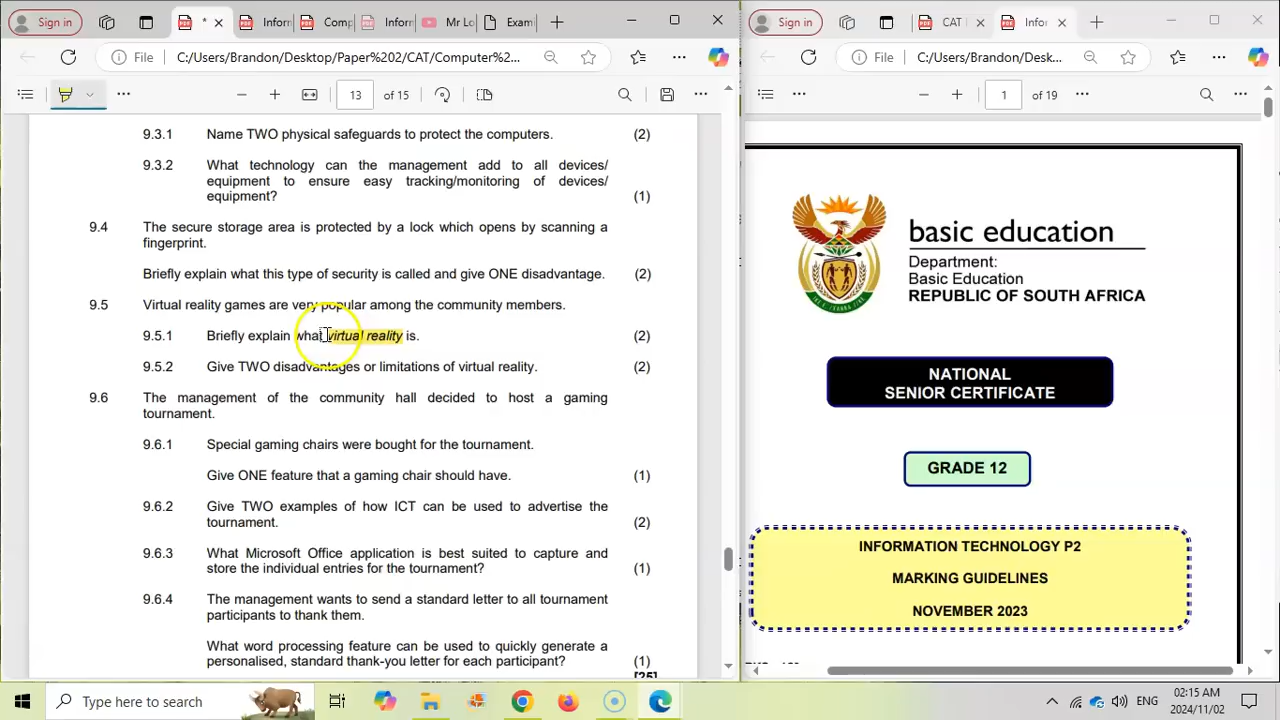 * Inforn Comp Inforn Mr Lo Exami
Sign in CAT Infor
Sign in File C:/Users/Brandon/Desktop/Paper%202/CAT/Computer%2...
File C:/Users/Brandon/Desk...
13 of 15
1 of 19
9.3.1 Name TWO physical safeguards to protect the computers. (2)
9.3.2 What technology can the management add to all devices/
equipment to ensure easy tracking/monitoring of devices/
equipment? (1)
9.4 The secure storage area is protected by a lock which opens by scanning a
fingerprint.
Briefly explain what this type of security is called and give ONE disadvantage. (2)
9.5 Virtual reality games are very popular among the community members.
9.5.1 Briefly explain what virtual reality is. (2)
9.5.2 Give TWO disadvantages or limitations of virtual reality. (2)
9.6 The management of the community hall decided to host a gaming
tournament.
9.6.1 Special gaming chairs were bought for the tournament.
Give ONE feature that a gaming chair should have. (1)
9.6.2 Give TWO examples of how ICT can be used to advertise the
tournament. (2)
9.6.3 What Microsoft Office application is best suited to capture and
store the individual entries for the tournament? (1)
9.6.4 The management wants to send a standard letter to all tournament
participants to thank them.
What word processing feature can be used to quickly generate a
personalised, standard thank-you letter for each participant? (1)
[25]
basic education
Department:
Basic Education
REPUBLIC OF SOUTH AFRICA
NATIONAL
SENIOR CERTIFICATE
GRADE 12
INFORMATION TECHNOLOGY P2
MARKING GUIDELINES
NOVEMBER 2023
Type here to search
ENG
02:15 AM
2024/11/02